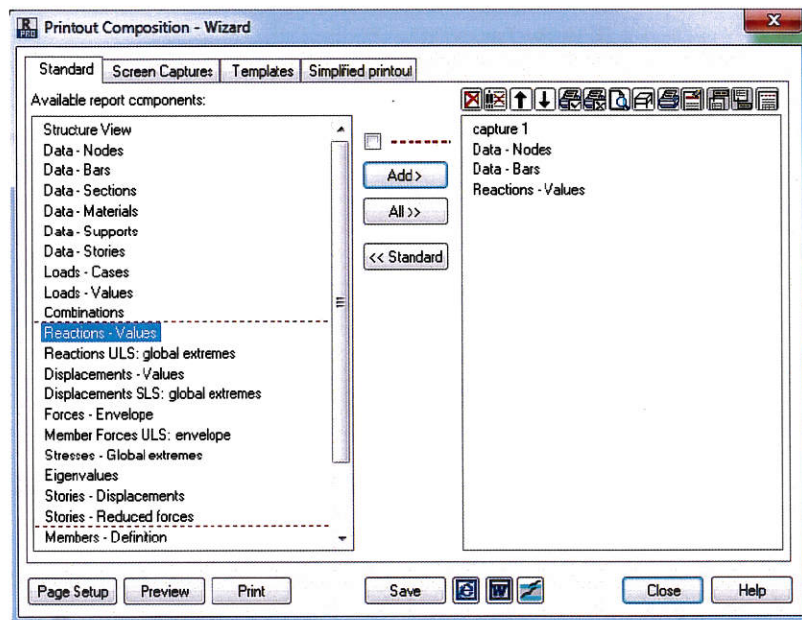 R
PRO
Printout Composition - Wizard
x
Standard
Screen Captures
Templates
Simplified printout
Available report components:
Structure View
Data - Nodes
Data - Bars
Data - Sections
Data - Materials
Data - Supports
Data - Stories
Loads - Cases
Loads - Values
Combinations
Reactions - Values
Reactions ULS: global extremes
Displacements - Values
Displacements SLS: global extremes
Forces - Envelope
Member Forces ULS: envelope
Stresses - Global extremes
Eigenvalues
Stories - Displacements
Stories - Reduced forces
Members - Definition
Add >
All >>
<< Standard
capture 1
Data - Nodes
Data - Bars
Reactions - Values
Page Setup
Preview
Print
Save
e
W
Close
Help